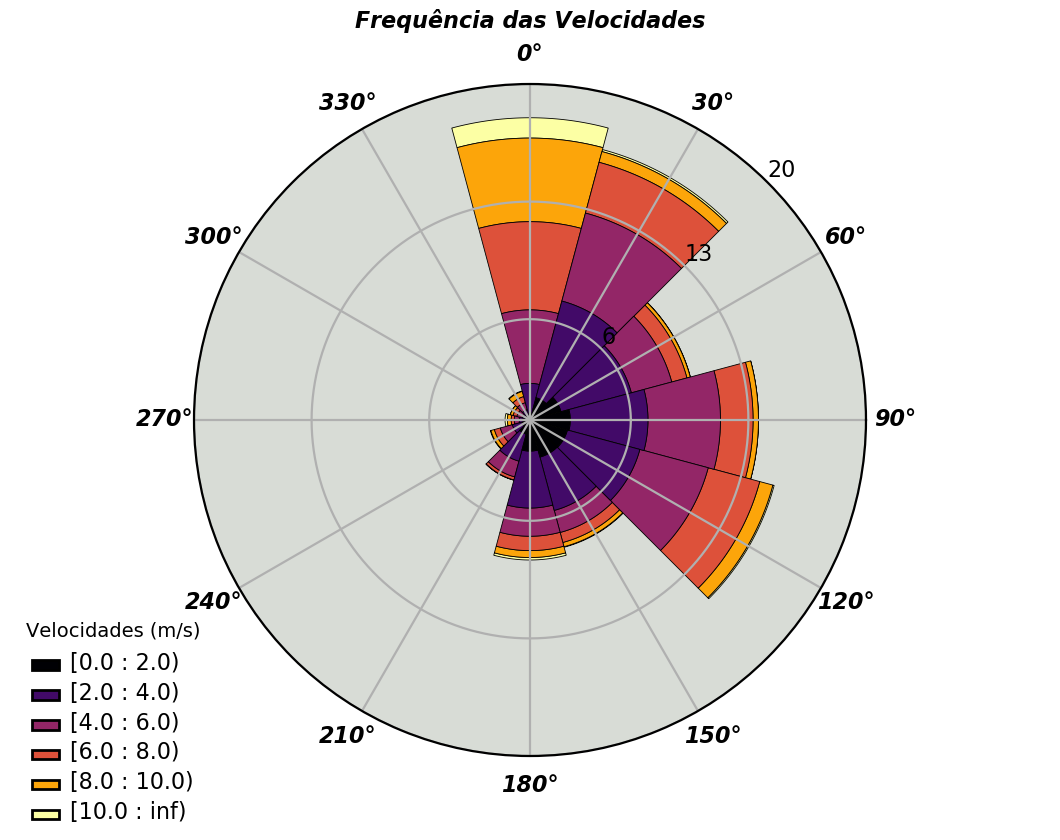 Frequência das Velocidades
0°
330°
30°
20
300°
60°
13
6
270°
90°
240°
120°
210°
150°
180°
Velocidades (m/s)
[0.0 : 2.0)
[2.0 : 4.0)
[4.0 : 6.0)
[6.0 : 8.0)
[8.0 : 10.0)
[10.0 : inf)